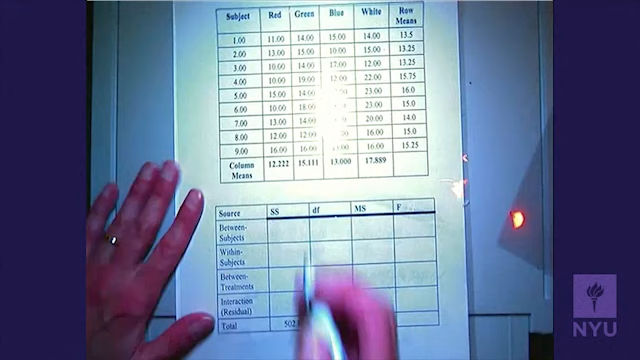 Subject Red Green Blue White Row Means
1.00 11.00 14.00 15.00 14.00 13.5
2.00 13.00 15.00 10.00 15.00 13.25
3.00 10.00 14.00 17.00 12.00 13.25
4.00 10.00 19.00 12.00 22.00 15.75
5.00 15.00 14.00 23.00 16.0
6.00 10.00 18.00 23.00 15.0
7.00 13.00 14.00 20.00 14.0
8.00 12.00 12.00 16.00 15.0
9.00 16.00 16.00 16.00 15.25
Column Means 12.222 15.111 13.000 17.889
Source SS df MS F
Between-Subjects
Within-Subjects
Between-Treatments
Interaction (Residual)
Total 502
NYU